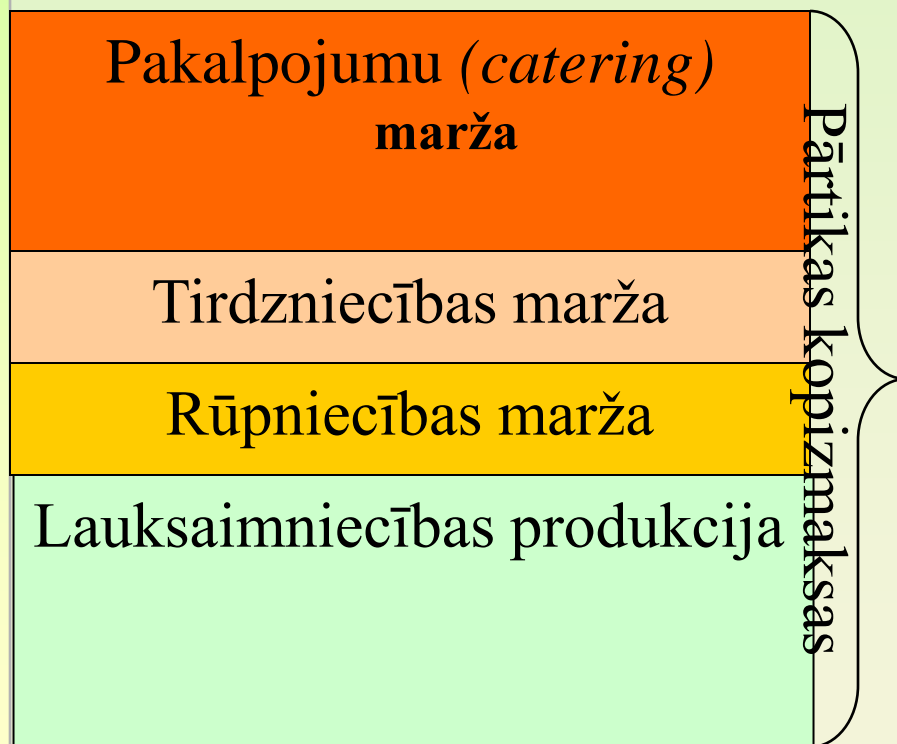 Pakalpojumu (catering)
marža
Tirdzniecības marža
Rūpniecības marža
Lauksaimniecības produkcija
Pārtikas kopizmaksas